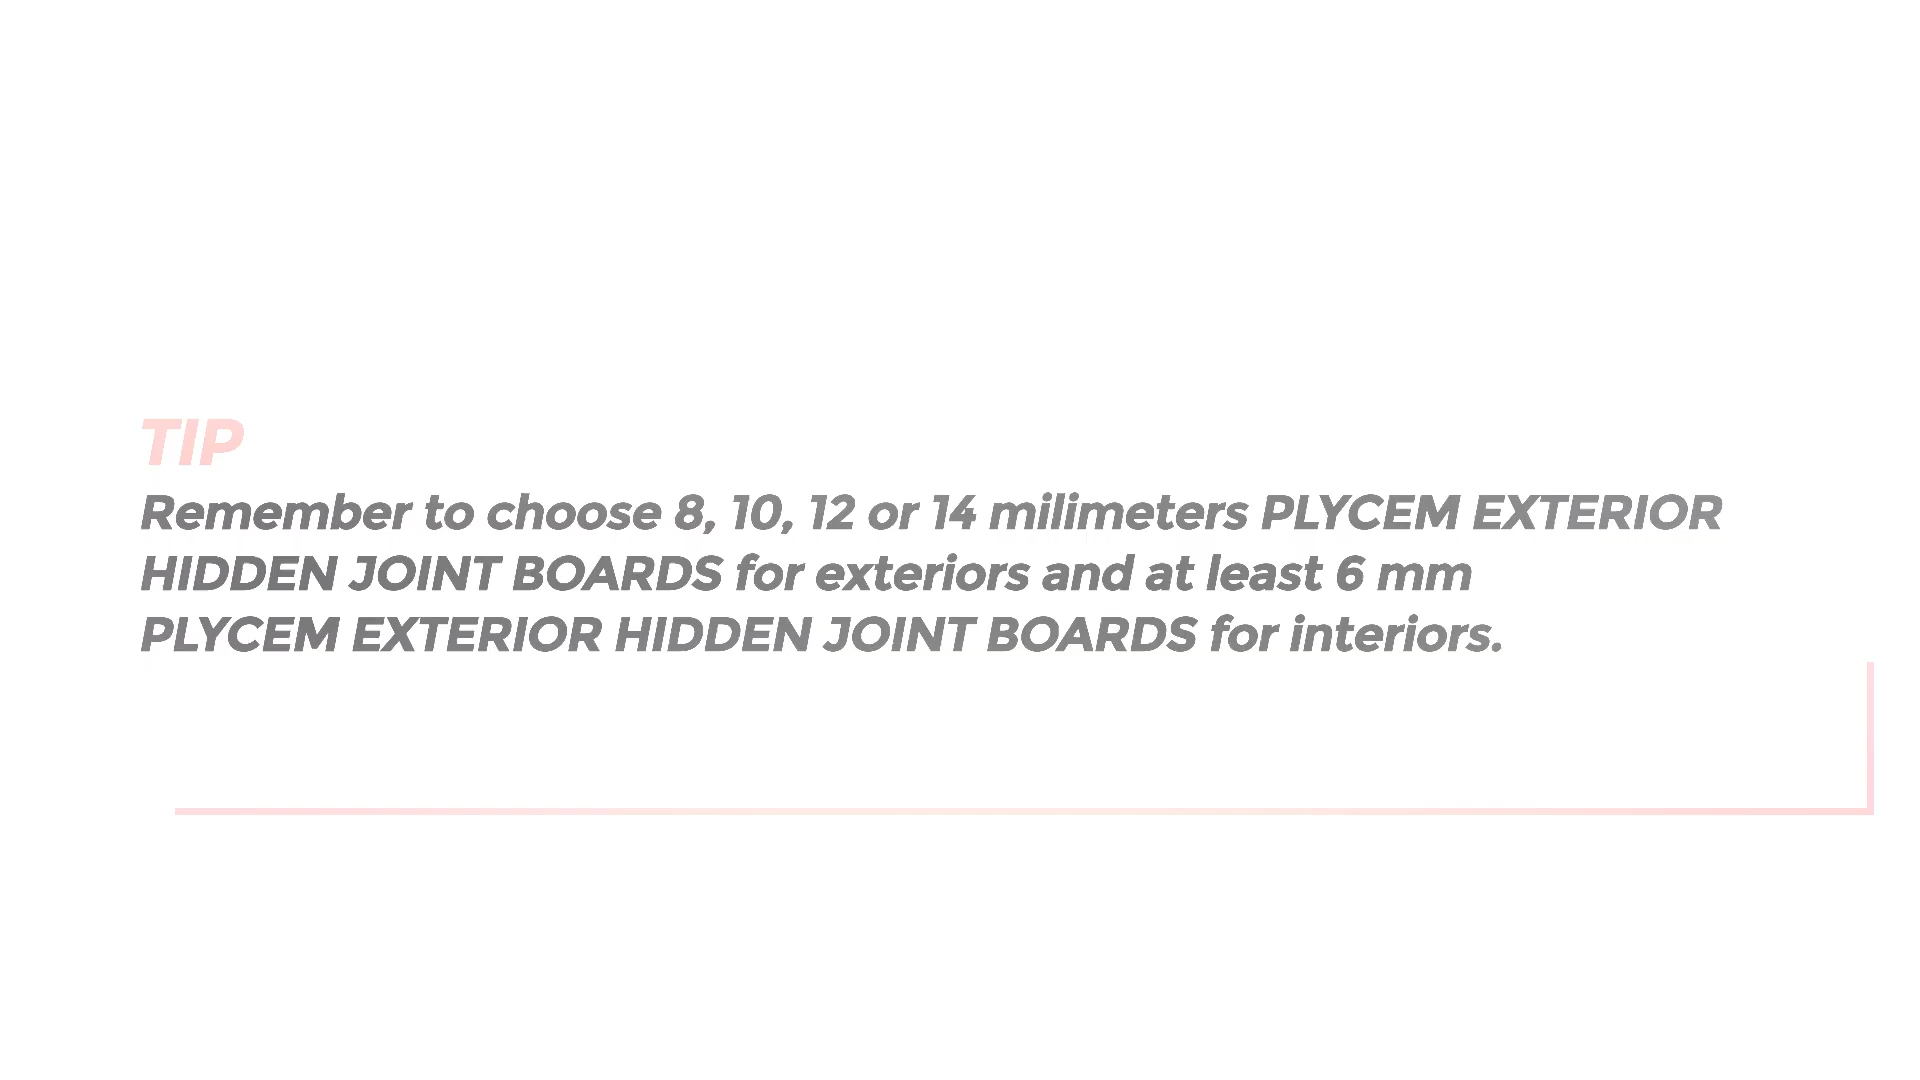 TIP
Remember to choose 8, 10, 12 or 14 milimeters PLYCEM EXTERIOR
HIDDEN JOINT BOARDS for exteriors and at least 6 mm
PLYCEM EXTERIOR HIDDEN JOINT BOARDS for interiors.